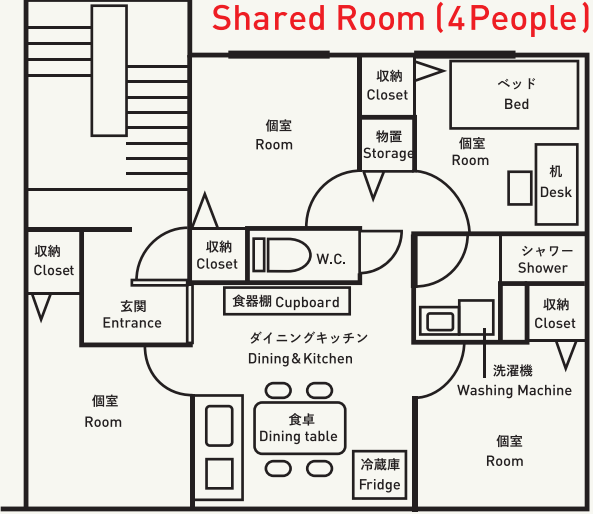 Shared Room (4People)
収納
Closet
ベッド
Bed
個室
Room
物置
Storage
個室
Room
机
Desk
収納
Closet
収納
Closet
W.C.
シャワー
Shower
玄関
Entrance
食器棚 Cupboard
収納
Closet
ダイニングキッチン
Dining & Kitchen
洗濯機
Washing Machine
個室
Room
食卓
Dining table
個室
Room
冷蔵庫
Fridge